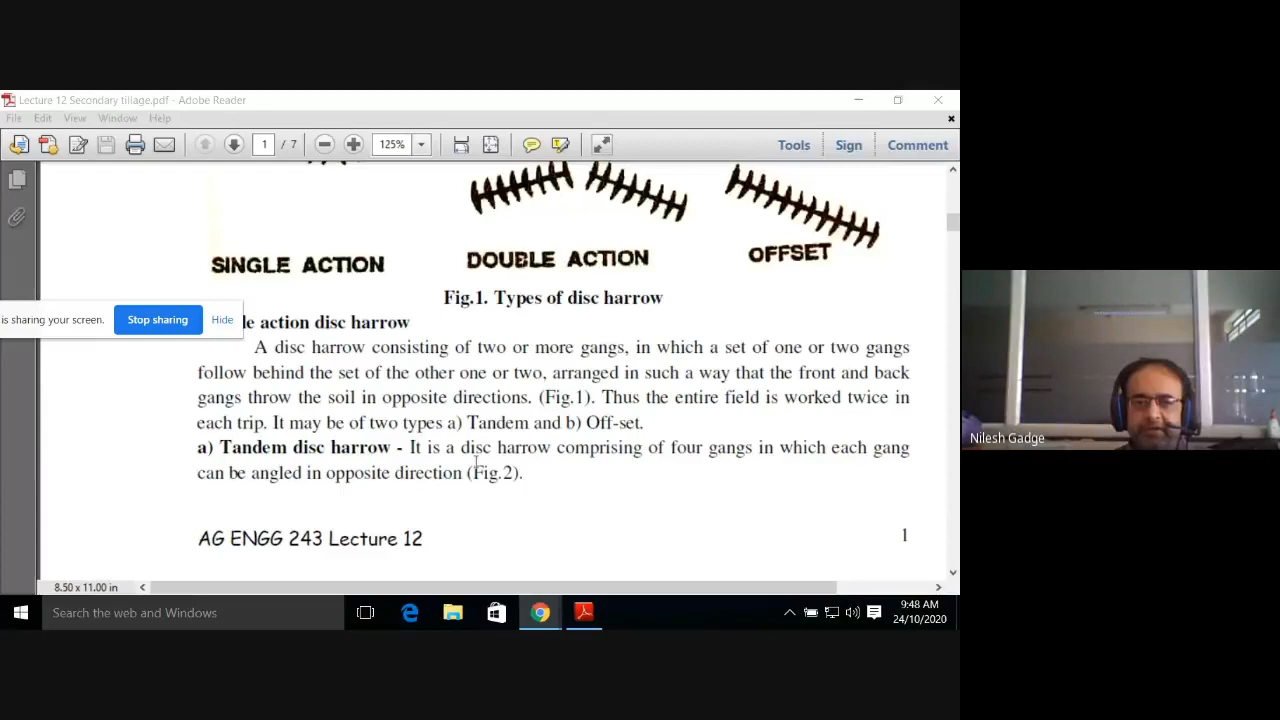 Lecture 12 Secondary tillage.pdf - Adobe Reader
File Edit View Window Help
1 / 7 125% Tools Sign Comment
SINGLE ACTION DOUBLE ACTION OFFSET
Fig.1. Types of disc harrow
is sharing your screen. Stop sharing Hide
le action disc harrow
A disc harrow consisting of two or more gangs, in which a set of one or two gangs
follow behind the set of the other one or two, arranged in such a way that the front and back
gangs throw the soil in opposite directions. (Fig.1). Thus the entire field is worked twice in
each trip. It may be of two types a) Tandem and b) Off-set.
a) Tandem disc harrow - It is a disc harrow comprising of four gangs in which each gang
can be angled in opposite direction (Fig.2).
AG ENGG 243 Lecture 12 1
8.50 x 11.00 in
Search the web and Windows
9:48 AM
24/10/2020
Nilesh Gadge